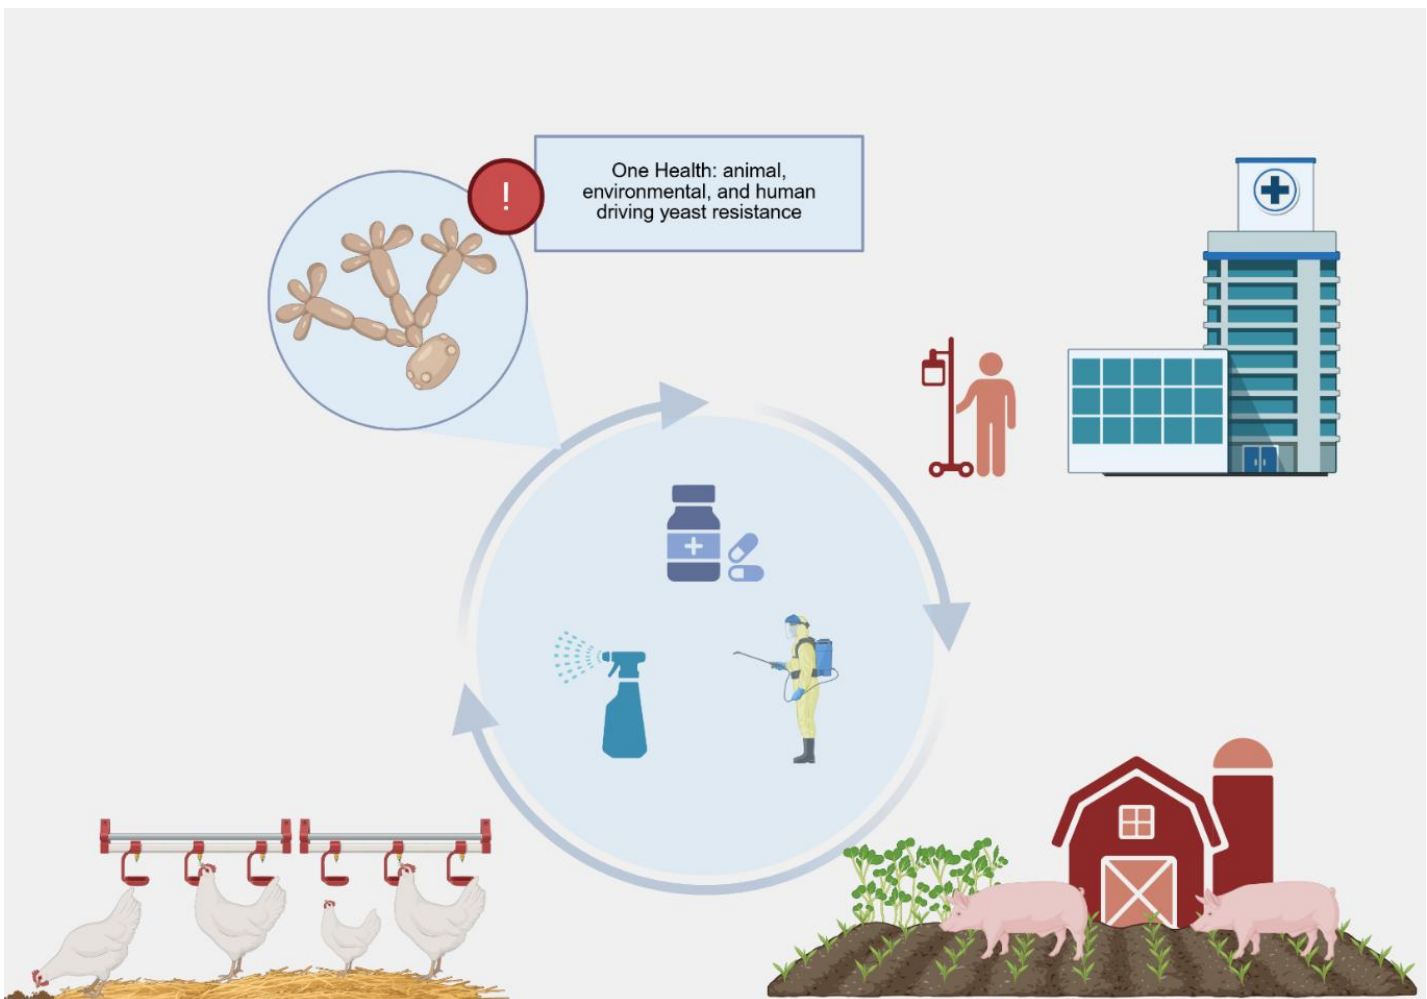 !
One Health: animal,
environmental, and human
driving yeast resistance